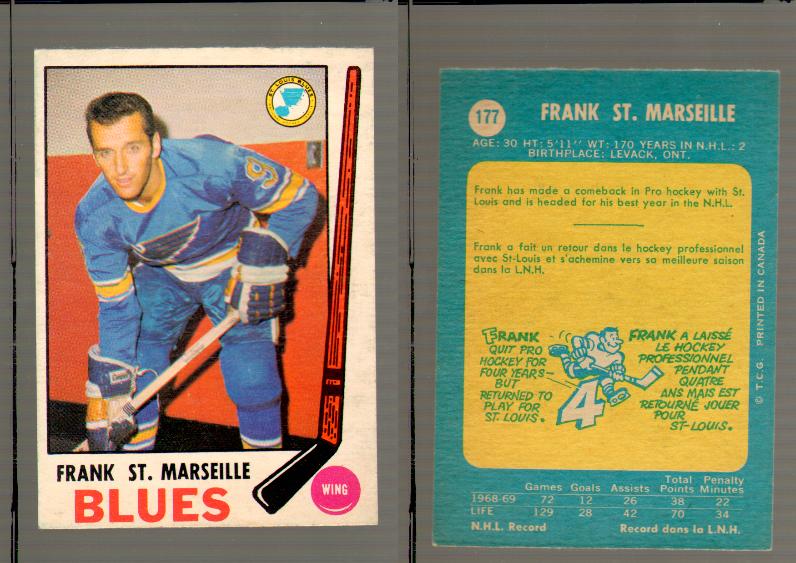 ST. LOUIS BLUES
9
FRANK ST. MARSEILLE
BLUES
WING
177
FRANK ST. MARSEILLE
AGE: 30 HT: 5'11" WT: 170 YEARS IN N.H.L.: 2
BIRTHPLACE: LEVACK, ONT.
Frank has made a comeback in Pro hockey with St.
Louis and is headed for his best year in the N.H.L.
Frank a fait un retour dans le hockey professionnel
avec St-Louis et s'achemine vers sa meilleure saison
dans la L.N.H.
FRANK
QUIT PRO
HOCKEY FOR
FOUR YEARS-
BUT
RETURNED TO
PLAY FOR
ST. LOUIS.
4
FRANK A LAISSÉ
LE HOCKEY
PROFESSIONNEL
PENDANT
QUATRE
ANS MAIS EST
RETOURNÉ JOUER
POUR
ST-LOUIS.
© T.C.G. PRINTED IN CANADA
Games Goals Assists Total Points Penalty Minutes
1968-69 72 12 26 38 22
LIFE 129 28 42 70 34
N.H.L. Record Record dans la L.N.H.